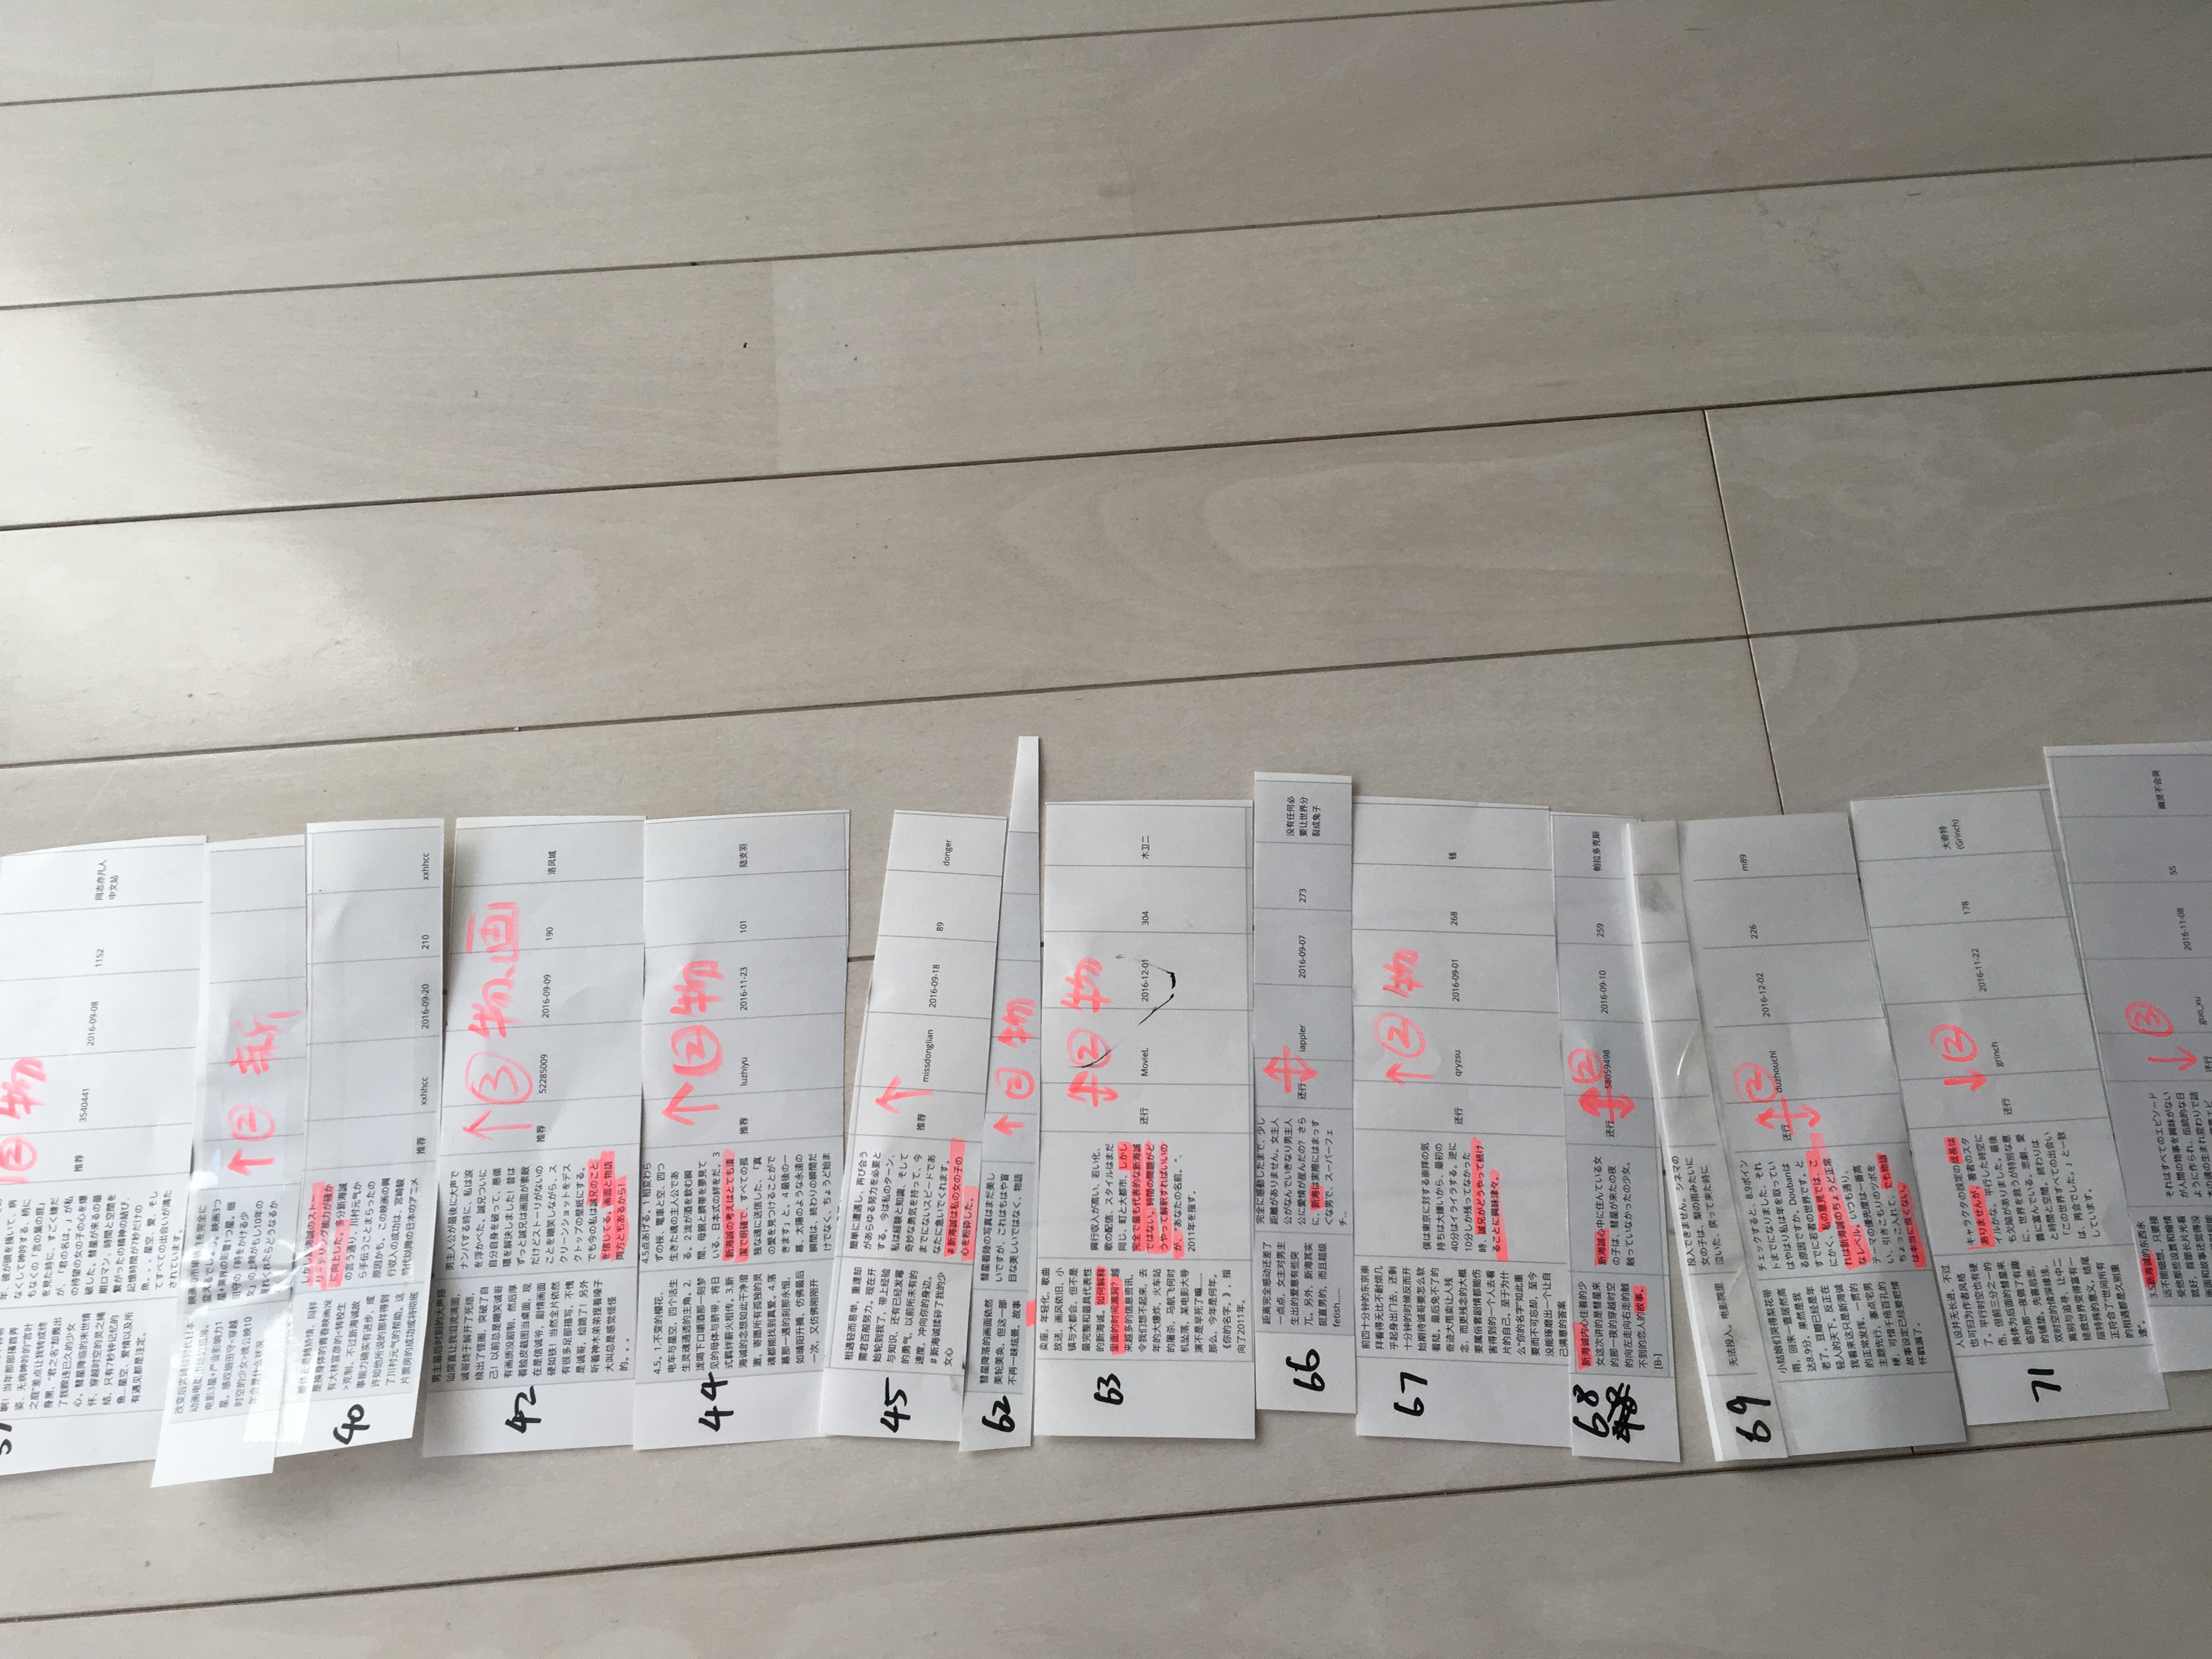 37
啊！当年那部搔首弄
姿、无病呻吟的“言叶
之庭”差点让我转成终
身黑，“君之名”却轰出
了我睽违已久的少女
心。彗星降临的末世情
怀，穿越时空的灵之绳
结，只有7秒钟记忆的
鱼...星空、爱情以及所
有遇见都是注定。
年、彼が頭を掻いて、病
なくして呻吟する、柄に
もなくの「言の葉の庭」
を見た時に、すごく嫌だ
が、「君の名は。」が私
の待望の女の子の心を爆
破した。彗星が来るの最
期ロマン、時間と空間を
繋がったの精神の結び、
記憶時間が7秒だけの
魚。。。星空、愛、そし
てすべての出会いが満た
されています。
② 物
推荐
3540441
2016-09-08
1152
同志亦凡人
中文站
改变后宫崎骏时代日本
动画电影市场的格局。
电影3星+产业影响力1
星。感叹细田守<穿越
时空的少女>晚公映10
年会是什么状况
変えるでしょう。映画3つ
星+業界の影響1つ星。細
田守の「時をかける少
女」の上映がもし10年の
遅れくれたらどうなるか
↑② 新
40
是换身体的青春映画没
有大林宣彦的<转校生
>克制。不过新海诚故
事能力确实有进步，或
许如他所说的那样得到
了川村元气的帮助。这
片票房的成功或将彻底
しかし新海誠のストー
リーテリング能力が確か
に向上した。多分新海誠
の言う通り、川村元气か
ら手伝うことまらったの
原因かも。この映画の興
行収入の成功は、宮崎駿
時代以降の日本のアニメ
推荐
xxhhcc
2016-09-20
210
xxhhcc
42
男主最后时刻的大声搭
讪简直让我泪流满面，
诚哥终于解开了死结，
绕出了怪圈，突破了自
己！以前总是嘲笑诚哥
有画质没剧制，然后厚
着脸皮截图当桌面，现
在是信诚爷，剧情画面
硬如铁！当然全片依然
有很多足部描写，不愧
是诚哥，给跪了！另外
听着神木弟弟捏着嗓子
大叫总是感觉怪怪
的。。。
男主人公が最後に大声で
ナンパする時に、私は涙
を浮かべた。誠兄ついに
自分自身を破って、悪循
環を解決しました！昔は
ずっと誠兄は画面が素敵
だけどストーリがないの
ことを嘲笑しながら、ス
クリーンショットをデス
クトップの壁紙にする。
でも今の私は誠兄のこと
を信じてる。画面と物語
両方ともあるから！
↑③ 物、画
推荐
52285009
2016-09-09
190
洛凤城
44
4.5。1.不变的樱花、
电车与星空，四个活生
生灵魂通透的主角。2.
泷喝下口嚼酒那一刻梦
见的母体与脐带，将日
式羁绊薪火相传。3.新
海诚的念想如此干净澄
澈，寄愿所有孤独的灵
魂都能找到真爱。4.落
幕那一遇的刹那永恒，
如晴阳升腾，仿佛最后
一次，又仿佛刚刚开
4.5点あげる。1 相変わら
ずの桜、電車と空、四つ
生きた魂の主人公であ
る。2 泷が酒を飲む瞬
間、母親と臍帯を夢見て
いる、日本式の絆をだ。3
新海誠の考えはとても清
潔で明確で、すべての孤
独な魂に送信した、「真
の愛を見つけることがで
きます」と。4 最後の一
幕、太陽のような永遠の
瞬間は、終わりの瞬間だ
けでなく、ちょうど始ま
↑② 物
推荐
luzhiyu
2016-11-23
101
陆支羽
45
相遇轻而易举，重逢却
需君百般努力。现在开
始轮到我了，带上经验
与知识，还有已经发霉
的勇气，以前所未有的
速度，冲向你的身边。
#新海诚揉碎了我的少
女心
簡単に遭遇し、再び会う
があらゆる努力を必要と
する。今は私のターン、
私は経験と知識、そして
奇妙な勇気を持って、今
までにないスピードであ
なたに急いでくれます。
#新海誠は私の女の子の
心を粉砕した。
↑
推荐
missdonglian
2016-09-18
89
donger
62
彗星降落的画面依然
美轮美奂，但这一部
不再一味炫景，故事
彗星着陸の写真はまだ美し
いですが、これはもはや盲
目な美しいではなく、物語
↑② 物
63
卖座，年轻化，歌曲
放送，画风依旧，小
镇与大都会，但不是
最完整和最具代表性
的新海诚。如何解释
里面的时间漏洞？越
来越多的信息资讯，
令我们想不起来，去
年的大爆炸，火车站
的屠杀，马航飞何时
机坠落，某电影大导
演不是早死了嘛……
那么，今年是何年。
《你的名字。》，指
向了2011年。
興行収入が高い、若い化、
歌の配信、スタイルはまだ
同じ、町と大都市、しかし
完全で最も代表的な新海誠
ではない。時間の問題がど
うやって解釈すればいいの
が、“あなたの名前。”、
2011年を指す。
② 物
还行
MovieL
2016-12-01
304
木卫二
66
距离完全感动还差了
一点点，女主对男主
生出的爱意有些突
兀。另外，新海其实
挺直男的，而且超级
fetish……
完全に感動したまで、少し
距離がありません。女主人
公がなんでいきなり男主人
公に愛情が産んだの？ さら
に、新海は実際にはまっす
ぐな男で、スーパーフェ
チ…
还行
iappler
2016-09-07
273
没有任何必
要让世界分
裂成兔子
67
前四十分钟的东京崇
拜看得无比不耐烦几
乎起身出门去，还剩
十分钟的时候反而开
始期待诚哥要怎么软
着陆。最后免不了的
奇迹大甩卖让人残
念，而更残念的大概
要属俗套剧情都能伤
害得到的一个人去看
片的自己。至于为什
么“你的名字”如此重
要而不可忘却，至今
没能琢磨出一个让自
己满意的答案
僕は東京に対する崇拝の気
持ちは大嫌いから、最初の
40分はイライラする。逆に
10分しか残ってなかった
時、誠兄がどうやって続け
ることに興味津々。
↑② 物
还行
qryzsu
2016-09-01
268
钱
68
新海诚内心住着的少
女这次讲的是彗星来
的那一夜的穿越时空
的向左走向右走的触
不到的恋人的故事。
[B-]
新海誠心中に住んでいる女
の子は、彗星が来たの夜
触っていなかったの少女。
②
还行
58059498
2016-09-10
259
帕拉多克斯
69
无法投入。电影院里
投入できません。シネマの
女の子は、梨の雨みたいに
泣いた、戻って来た時に
小姑娘们哭得梨花带
雨，回来一查居然高
达8.9分，果然是我
老了，豆瓣已经是年
轻人的天下。反正在
我看来这只是新海诚
的正常发挥，一贯的
主题先行，塞点宅男
梗，可惜千疮百孔的
故事设定已经要把情
怀戳漏了。
チェックすると、8.9ポイン
トまでになりました、それ
はやはり私は年を取ってい
る原因ですか。Doubanは
すでに若者の世界です。と
にかく、私の意見では、こ
れは新海誠のちょうど正常
なレベル。いつも通り、
テーマの優先度は一番高
い、引きこもりのツボを
ちょっこ入れて、でも物語
は本当に良くない。
②
还行
duzhouchi
2016-12-02
226
m89
71
人设并无长进，不过
也可归为作者风格
了。平行时空也有硬
伤，但前三分之一的
换体为后面的彗星来
临的那一夜做了有趣
的铺垫。先喜后悲，
双时空的情深缘浅，
离别与追寻，让中二
拯救世界变得富有一
层特殊的意义。结尾
正符合了“世间所有
的相遇都是久别重
逢”。
キャラクタの設定の成長は
ありませんが、著者のスタ
イルかな。平行した時空に
も欠陥がありました。最後
に、世界を救うが特別な意
義に富んでいる。悲劇、愛
と時間と空間。終わりは
「この世界すべての出会い
は、再会でした。」と一致
しています。
↓②
还行
grinch
2016-11-22
178
大奇特
(Grinch)
3.5新海诚的东西永
远不能细想，只要接
受他那些设置和煽情
就好，首部长片光看
画面和故事还觉得没
それはすべてのエピソード
が人間の物事を興味がない
ように作られ、伝統的な日
本の魂の生まれ変わりで話
↓③
还行
guo_xu
2016-11-08
55
幽灵不会哭